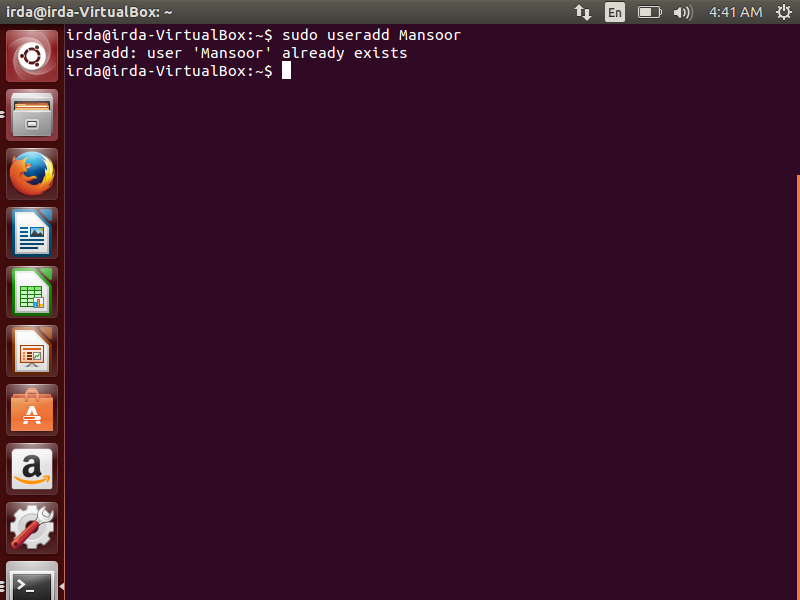 irda@irda-VirtualBox: ~
En
4:41 AM
irda@irda-VirtualBox:~$ sudo useradd Mansoor
useradd: user 'Mansoor' already exists
irda@irda-VirtualBox:~$
A
a
>_